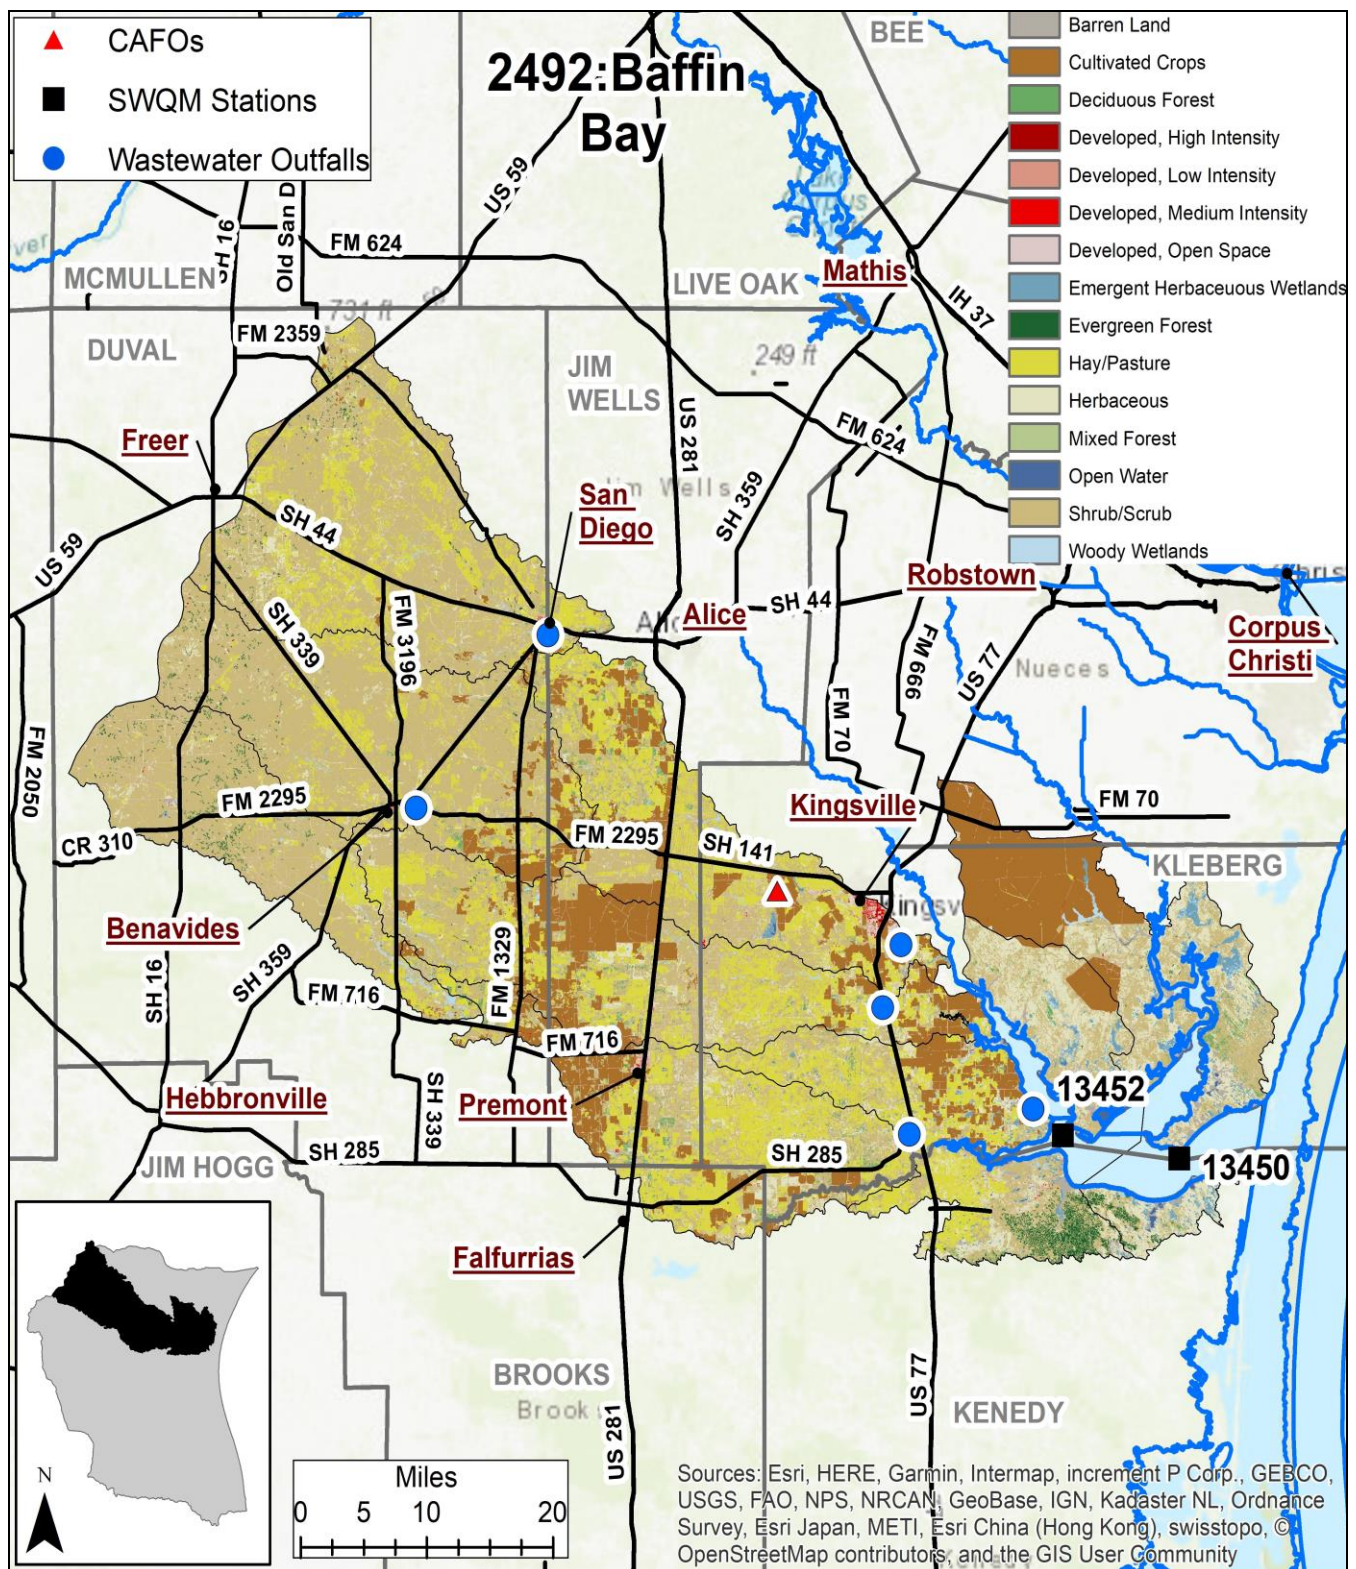 CAFOs
SWQM Stations
Wastewater Outfalls
2492:Baffin
Bay
Barren Land
Cultivated Crops
Deciduous Forest
Developed, High Intensity
Developed, Low Intensity
Developed, Medium Intensity
Developed, Open Space
Emergent Herbaceuous Wetlands
Evergreen Forest
Hay/Pasture
Herbaceous
Mixed Forest
Open Water
Shrub/Scrub
Woody Wetlands
BEE
US 59
SH 16
Old San D
FM 624
MCMULLEN
LIVE OAK
Mathis
IH 37
731 ft
FM 2359
DUVAL
249 ft
JIM
WELLS
US 281
FM 624
Freer
Jim Wells
SH 359
San
Diego
SH 44
US 59
Robstown
SH 44
Alice
SH 339
FM 3196
FM 666
US 77
Nueces
Corpus
Christi
FM 70
FM 2050
FM 2295
Kingsville
FM 70
CR 310
FM 2295
SH 141
KLEBERG
Benavides
SH 16
SH 359
FM 1329
FM 716
FM 716
Hebbronville
SH 339
Premont
13452
JIM HOGG
SH 285
SH 285
13450
Falfurrias
BROOKS
Brook
US 281
US 77
KENEDY
N
Miles
0 5 10 20
Sources: Esri, HERE, Garmin, Intermap, increment P Corp., GEBCO,
USGS, FAO, NPS, NRCAN, GeoBase, IGN, Kadaster NL, Ordnance
Survey, Esri Japan, METI, Esri China (Hong Kong), swisstopo, ©
OpenStreetMap contributors, and the GIS User Community